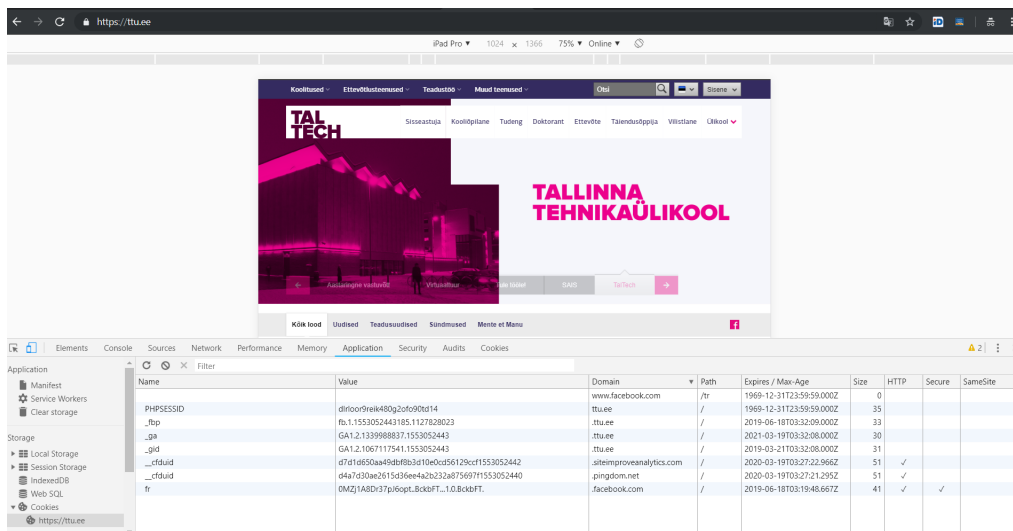 https://ttu.ee
iPad Pro ▼ 1024 × 1366 75% ▼ Online ▼
Koolitused Ettevõtlusteenused Teadustöö Muud teenused Otsi Sisene
TAL
TECH
Sisseastuja Kooliõpilane Tudeng Doktorant Ettevõte Täiendusõppija Vilistlane Ülikool
TALLINNA
TEHNIKAÜLIKOOL
Aastaringne vastuvõtt Virtuaaltuur Tule tööle! SAIS TalTech
Kõik lood Uudised Teadusuudised Sündmused Mente et Manu
Elements Console Sources Network Performance Memory Application Security Audits Cookies 2
Application Filter
Manifest
Service Workers
Clear storage
Storage
Local Storage
Session Storage
IndexedDB
Web SQL
Cookies
https://ttu.ee
Name Value Domain Path Expires / Max-Age Size HTTP Secure SameSite
www.facebook.com /tr 1969-12-31T23:59:59.000Z 0
PHPSESSID dlrloor9reik480g2ofo90td14 ttu.ee / 1969-12-31T23:59:59.000Z 35
_fbp fb.1.1553052443185.1127828023 .ttu.ee / 2019-06-18T03:32:09.000Z 33
_ga GA1.2.1339988837.1553052443 .ttu.ee / 2021-03-19T03:32:08.000Z 30
_gid GA1.2.1067117541.1553052443 .ttu.ee / 2019-03-21T03:32:08.000Z 31
__cfduid d7d1d650aa49dbf8b3d10e0cd56129ccf1553052442 .siteimproveanalytics.com / 2020-03-19T03:27:22.966Z 51 ✓
__cfduid d4a7d30ae2615d36ee4a2b232a875697f1553052440 .pingdom.net / 2020-03-19T03:27:21.295Z 51 ✓
fr 0MZj1A8Dr37pJ6opt..BckbFT...1.0.BckbFT. .facebook.com / 2019-06-18T03:19:48.667Z 41 ✓ ✓